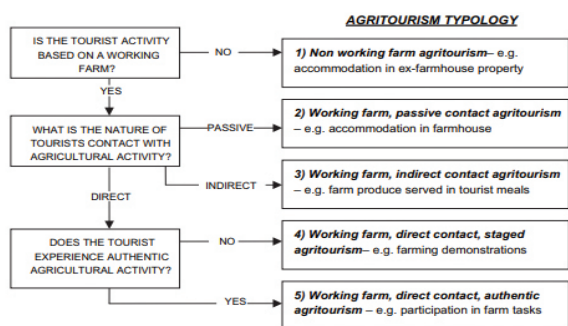 AGRITOURISM TYPOLOGY
IS THE TOURIST ACTIVITY
BASED ON A WORKING
FARM?
NO
1) Non working farm agritourism– e.g.
accommodation in ex-farmhouse property
YES
WHAT IS THE NATURE OF
TOURISTS CONTACT WITH
AGRICULTURAL ACTIVITY?
PASSIVE
2) Working farm, passive contact agritourism
– e.g. accommodation in farmhouse
INDIRECT
3) Working farm, indirect contact agritourism
– e.g. farm produce served in tourist meals
DIRECT
DOES THE TOURIST
EXPERIENCE AUTHENTIC
AGRICULTURAL ACTIVITY?
NO
4) Working farm, direct contact, staged
agritourism– e.g. farming demonstrations
YES
5) Working farm, direct contact, authentic
agritourism – e.g. participation in farm tasks